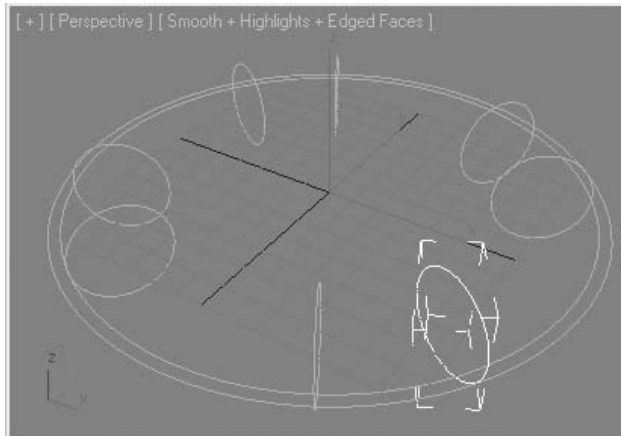 [ + ] [ Perspective ] [ Smooth + Highlights + Edged Faces ]
z
x